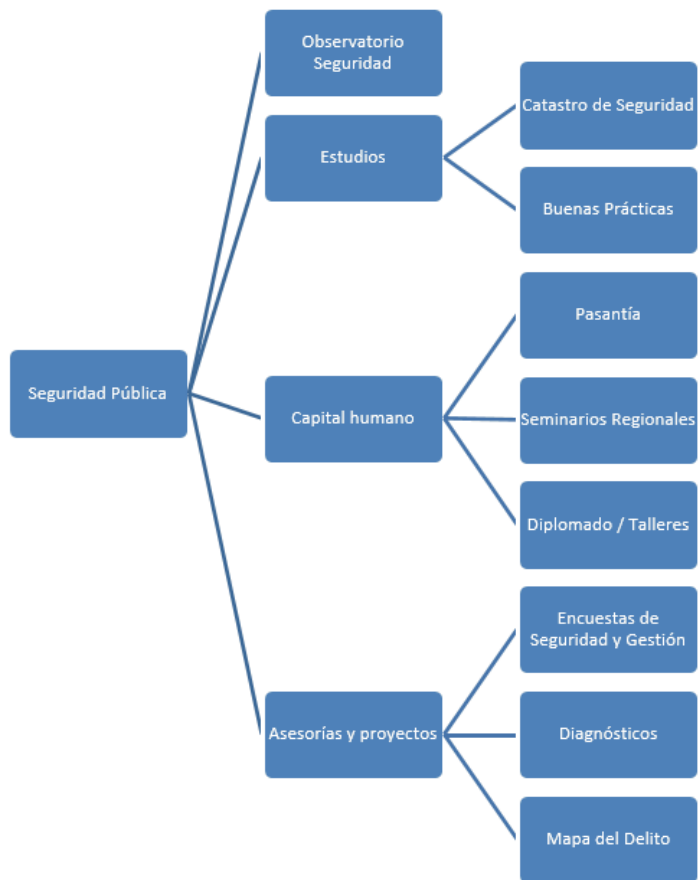 Observatorio
Seguridad
Estudios
Catastro de Seguridad
Buenas Prácticas
Seguridad Pública
Capital humano
Pasantía
Seminarios Regionales
Diplomado / Talleres
Asesorías y proyectos
Encuestas de
Seguridad y Gestión
Diagnósticos
Mapa del Delito